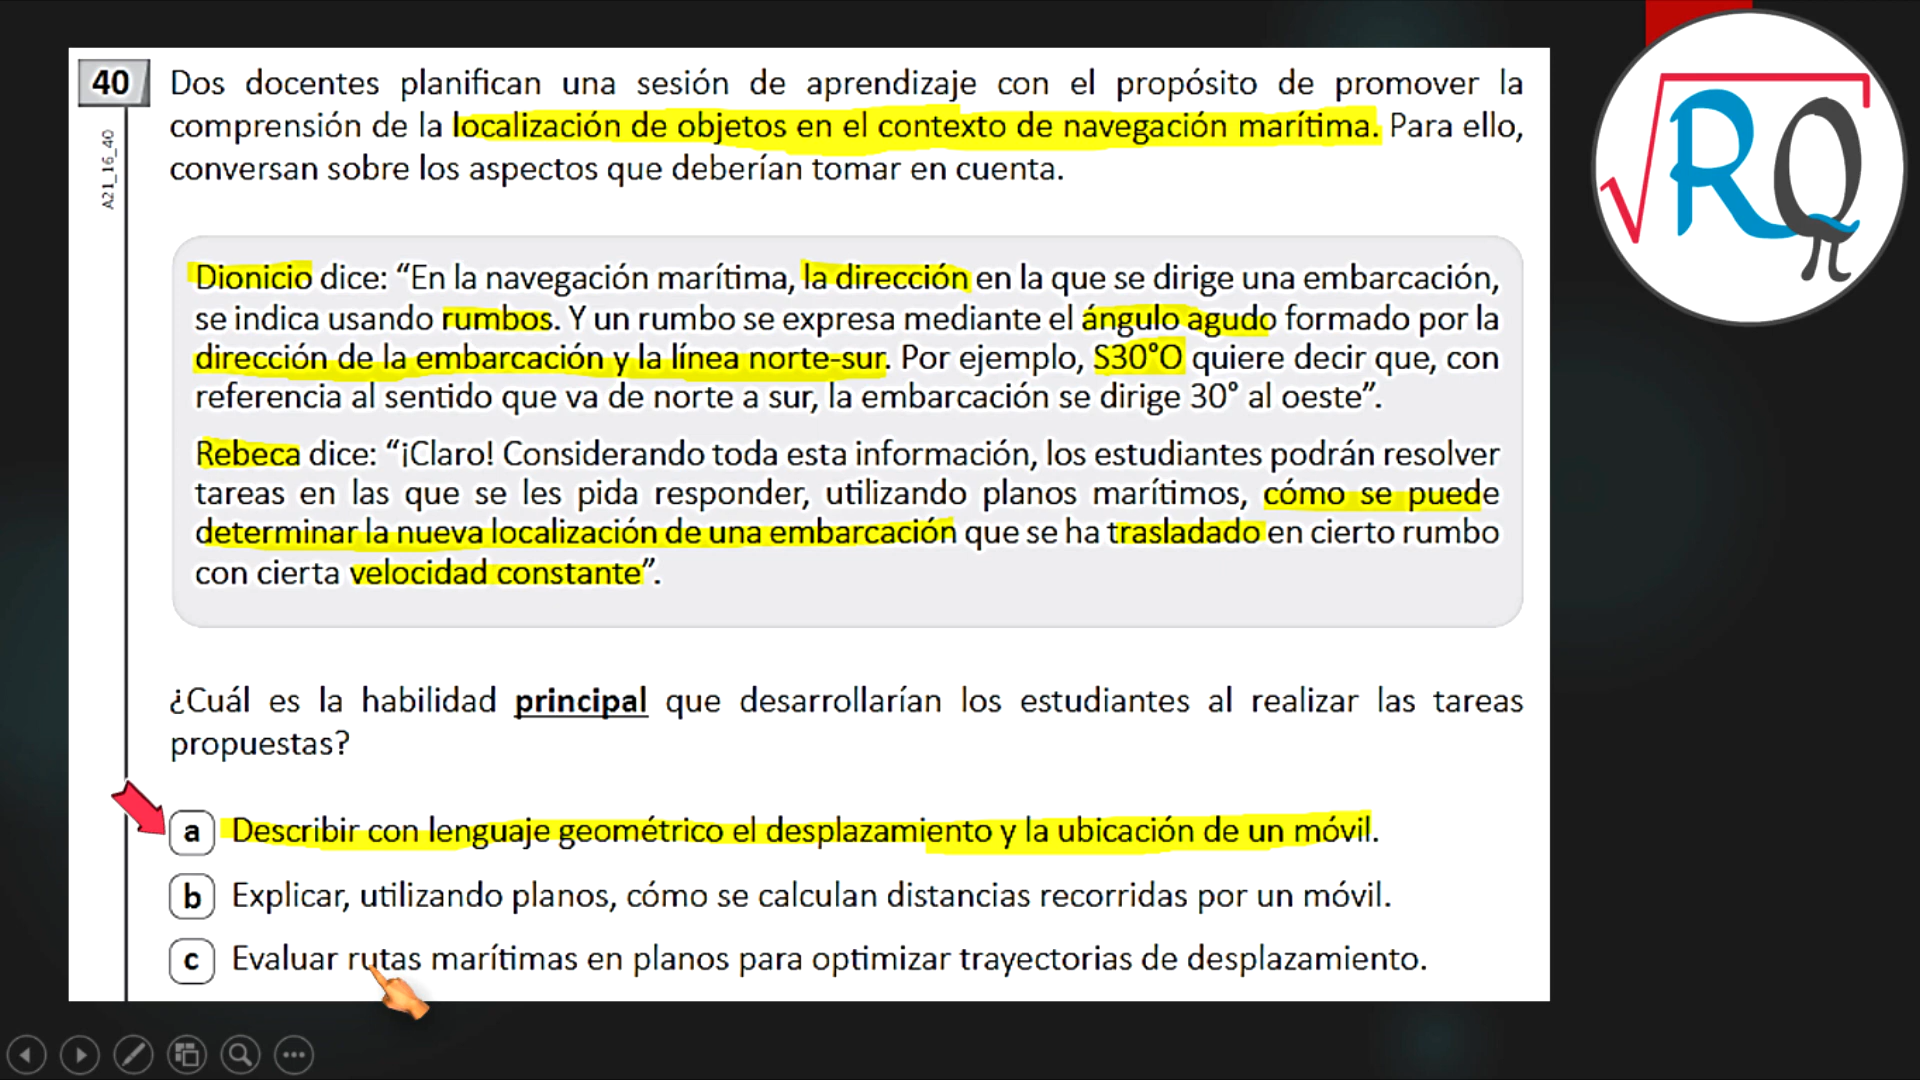 40 Dos docentes planifican una sesión de aprendizaje con el propósito de promover la
comprensión de la localización de objetos en el contexto de navegación marítima. Para ello,
conversan sobre los aspectos que deberían tomar en cuenta.
A21_16_40
Dionicio dice: “En la navegación marítima, la dirección en la que se dirige una embarcación,
se indica usando rumbos. Y un rumbo se expresa mediante el ángulo agudo formado por la
dirección de la embarcación y la línea norte-sur. Por ejemplo, S30°O quiere decir que, con
referencia al sentido que va de norte a sur, la embarcación se dirige 30° al oeste”.
Rebeca dice: “¡Claro! Considerando toda esta información, los estudiantes podrán resolver
tareas en las que se les pida responder, utilizando planos marítimos, cómo se puede
determinar la nueva localización de una embarcación que se ha trasladado en cierto rumbo
con cierta velocidad constante”.
¿Cuál es la habilidad principal que desarrollarían los estudiantes al realizar las tareas
propuestas?
a Describir con lenguaje geométrico el desplazamiento y la ubicación de un móvil.
b Explicar, utilizando planos, cómo se calculan distancias recorridas por un móvil.
c Evaluar rutas marítimas en planos para optimizar trayectorias de desplazamiento.
√RQπ